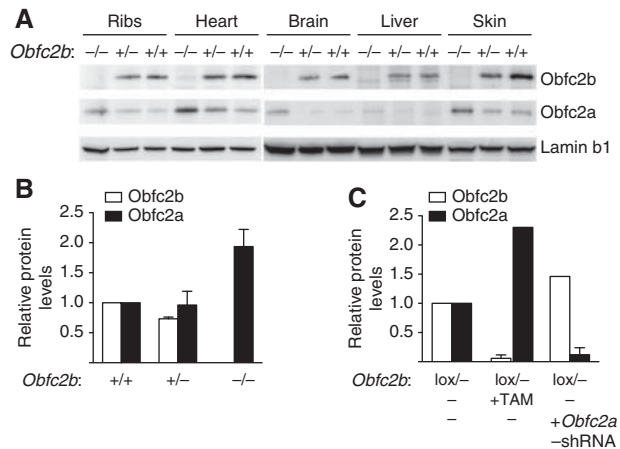 A
Ribs Heart Brain Liver Skin
Obfc2b: –/– +/– +/+ –/– +/– +/+ –/– +/– +/+ –/– +/– +/+ –/– +/– +/+
Obfc2b
Obfc2a
Lamin b1
B
Obfc2b
Obfc2a
Relative protein
levels
2.5
2.0
1.5
1.0
0.5
Obfc2b: +/+ +/– –/–
C
Obfc2b
Obfc2a
Relative protein
levels
2.5
2.0
1.5
1.0
0.5
Obfc2b: lox/– lox/– lox/–
– +TAM –
– – +Obfc2a
–shRNA